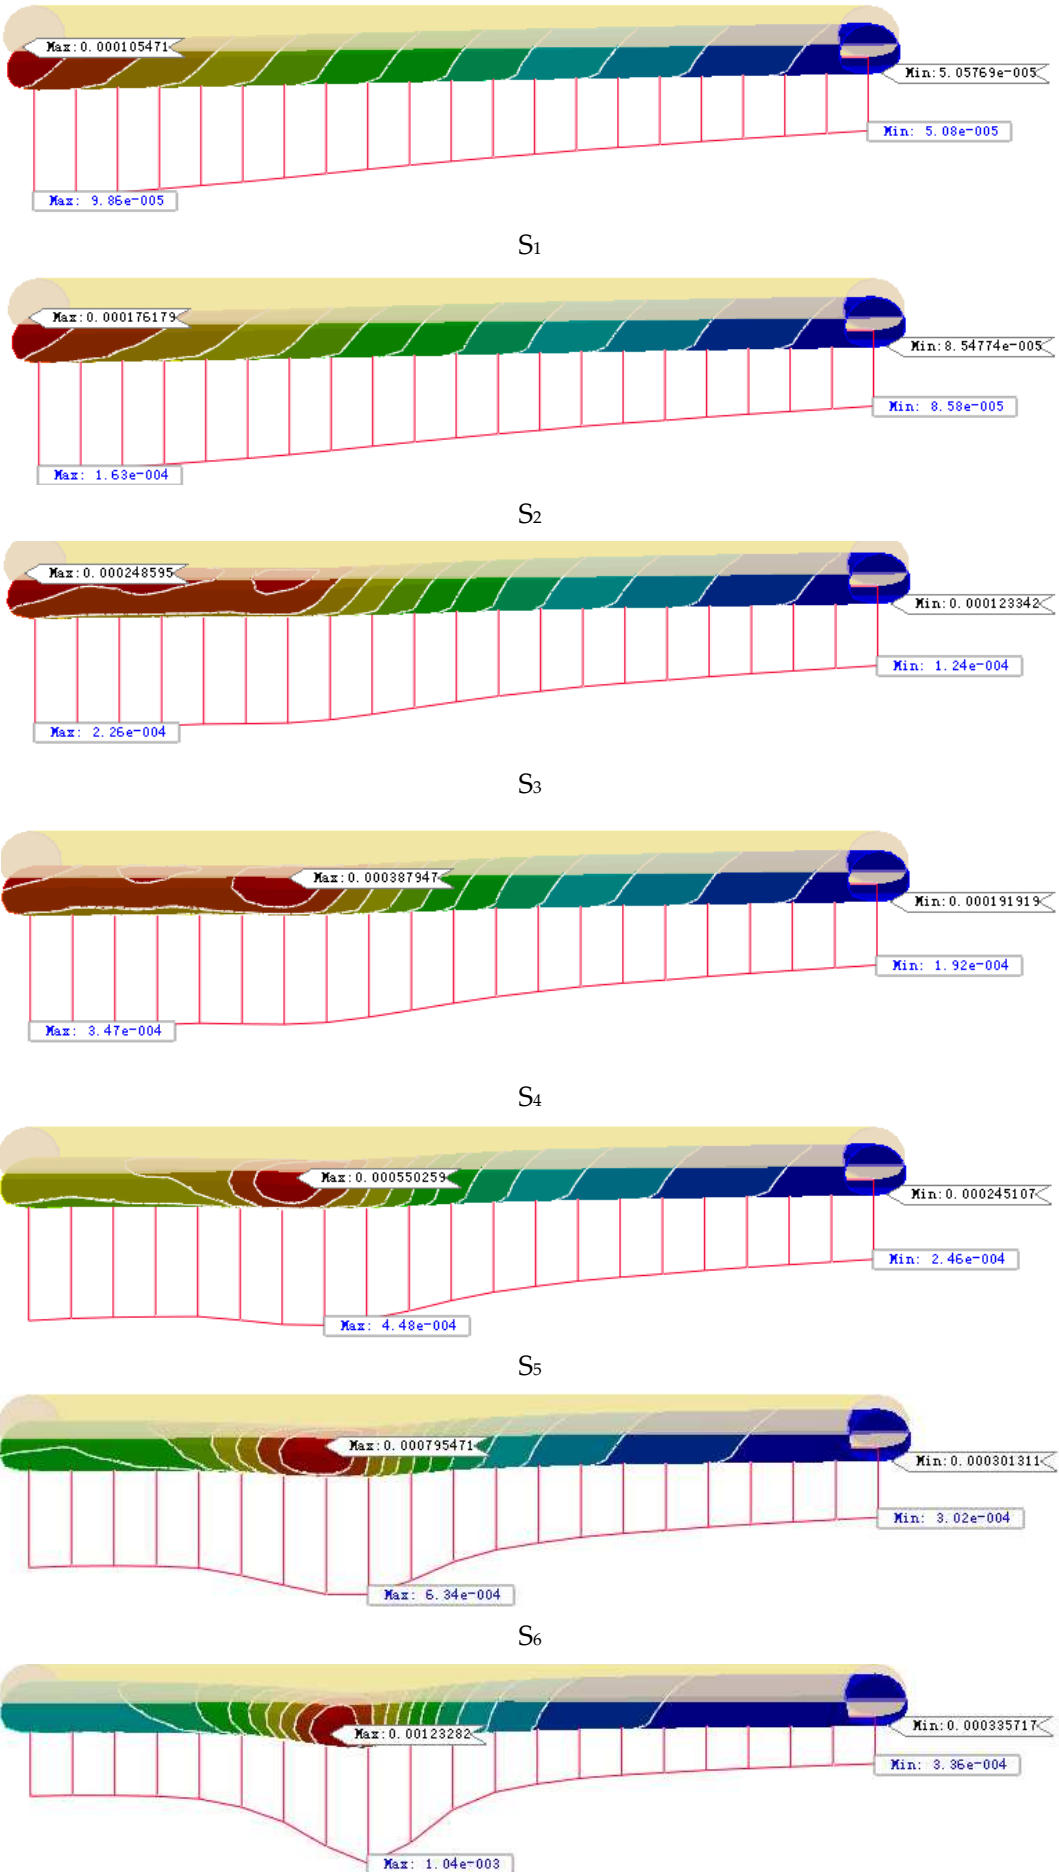 Max:0.000105471
Min:5.05769e-005
Min: 5.08e-005
Max: 9.86e-005
S1
Max:0.000176179
Min:8.54774e-005
Min: 8.58e-005
Max: 1.63e-004
S2
Max:0.000248595
Min:0.000123342
Min: 1.24e-004
Max: 2.26e-004
S3
Max:0.000387947
Min:0.000191919
Min: 1.92e-004
Max: 3.47e-004
S4
Max:0.000550259
Min:0.000245107
Min: 2.46e-004
Max: 4.48e-004
S5
Max:0.000795471
Min:0.000301311
Min: 3.02e-004
Max: 6.34e-004
S6
Max:0.00123282
Min:0.000335717
Min: 3.36e-004
Max: 1.04e-003